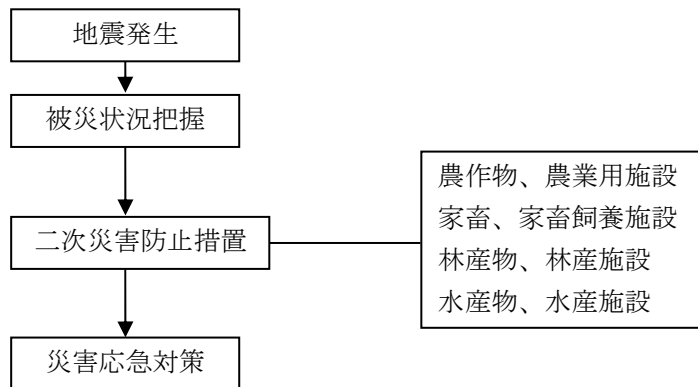 地震発生
被災状況把握
二次災害防止措置
農作物、農業用施設
家畜、家畜飼養施設
林産物、林産施設
水産物、水産施設
災害応急対策